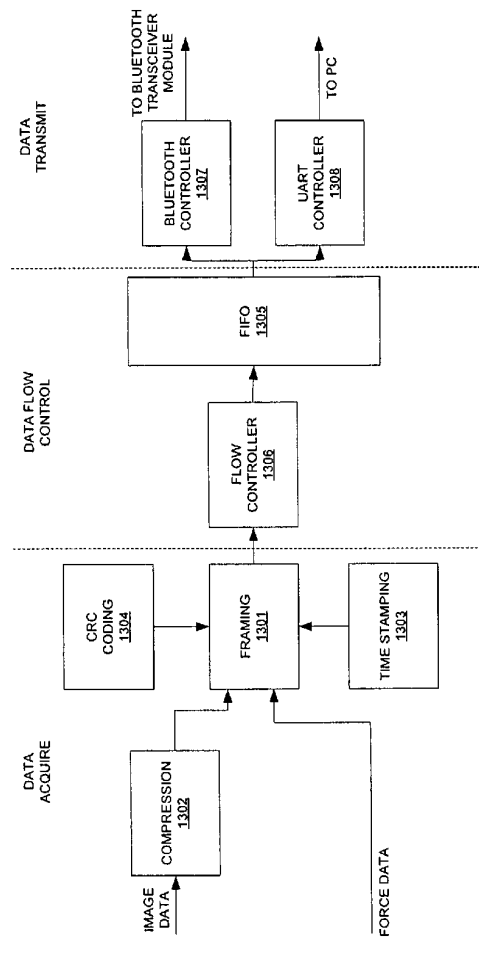 DATA
ACQUIRE
DATA FLOW
CONTROL
DATA
TRANSMIT
IMAGE
DATA
COMPRESSION
1302
FORCE DATA
CRC
CODING
1304
FRAMING
1301
TIME STAMPING
1303
FLOW
CONTROLLER
1306
FIFO
1305
BLUETOOTH
CONTROLLER
1307
TO BLUETOOTH
TRANSCEIVER
MODULE
UART
CONTROLLER
1308
TO PC